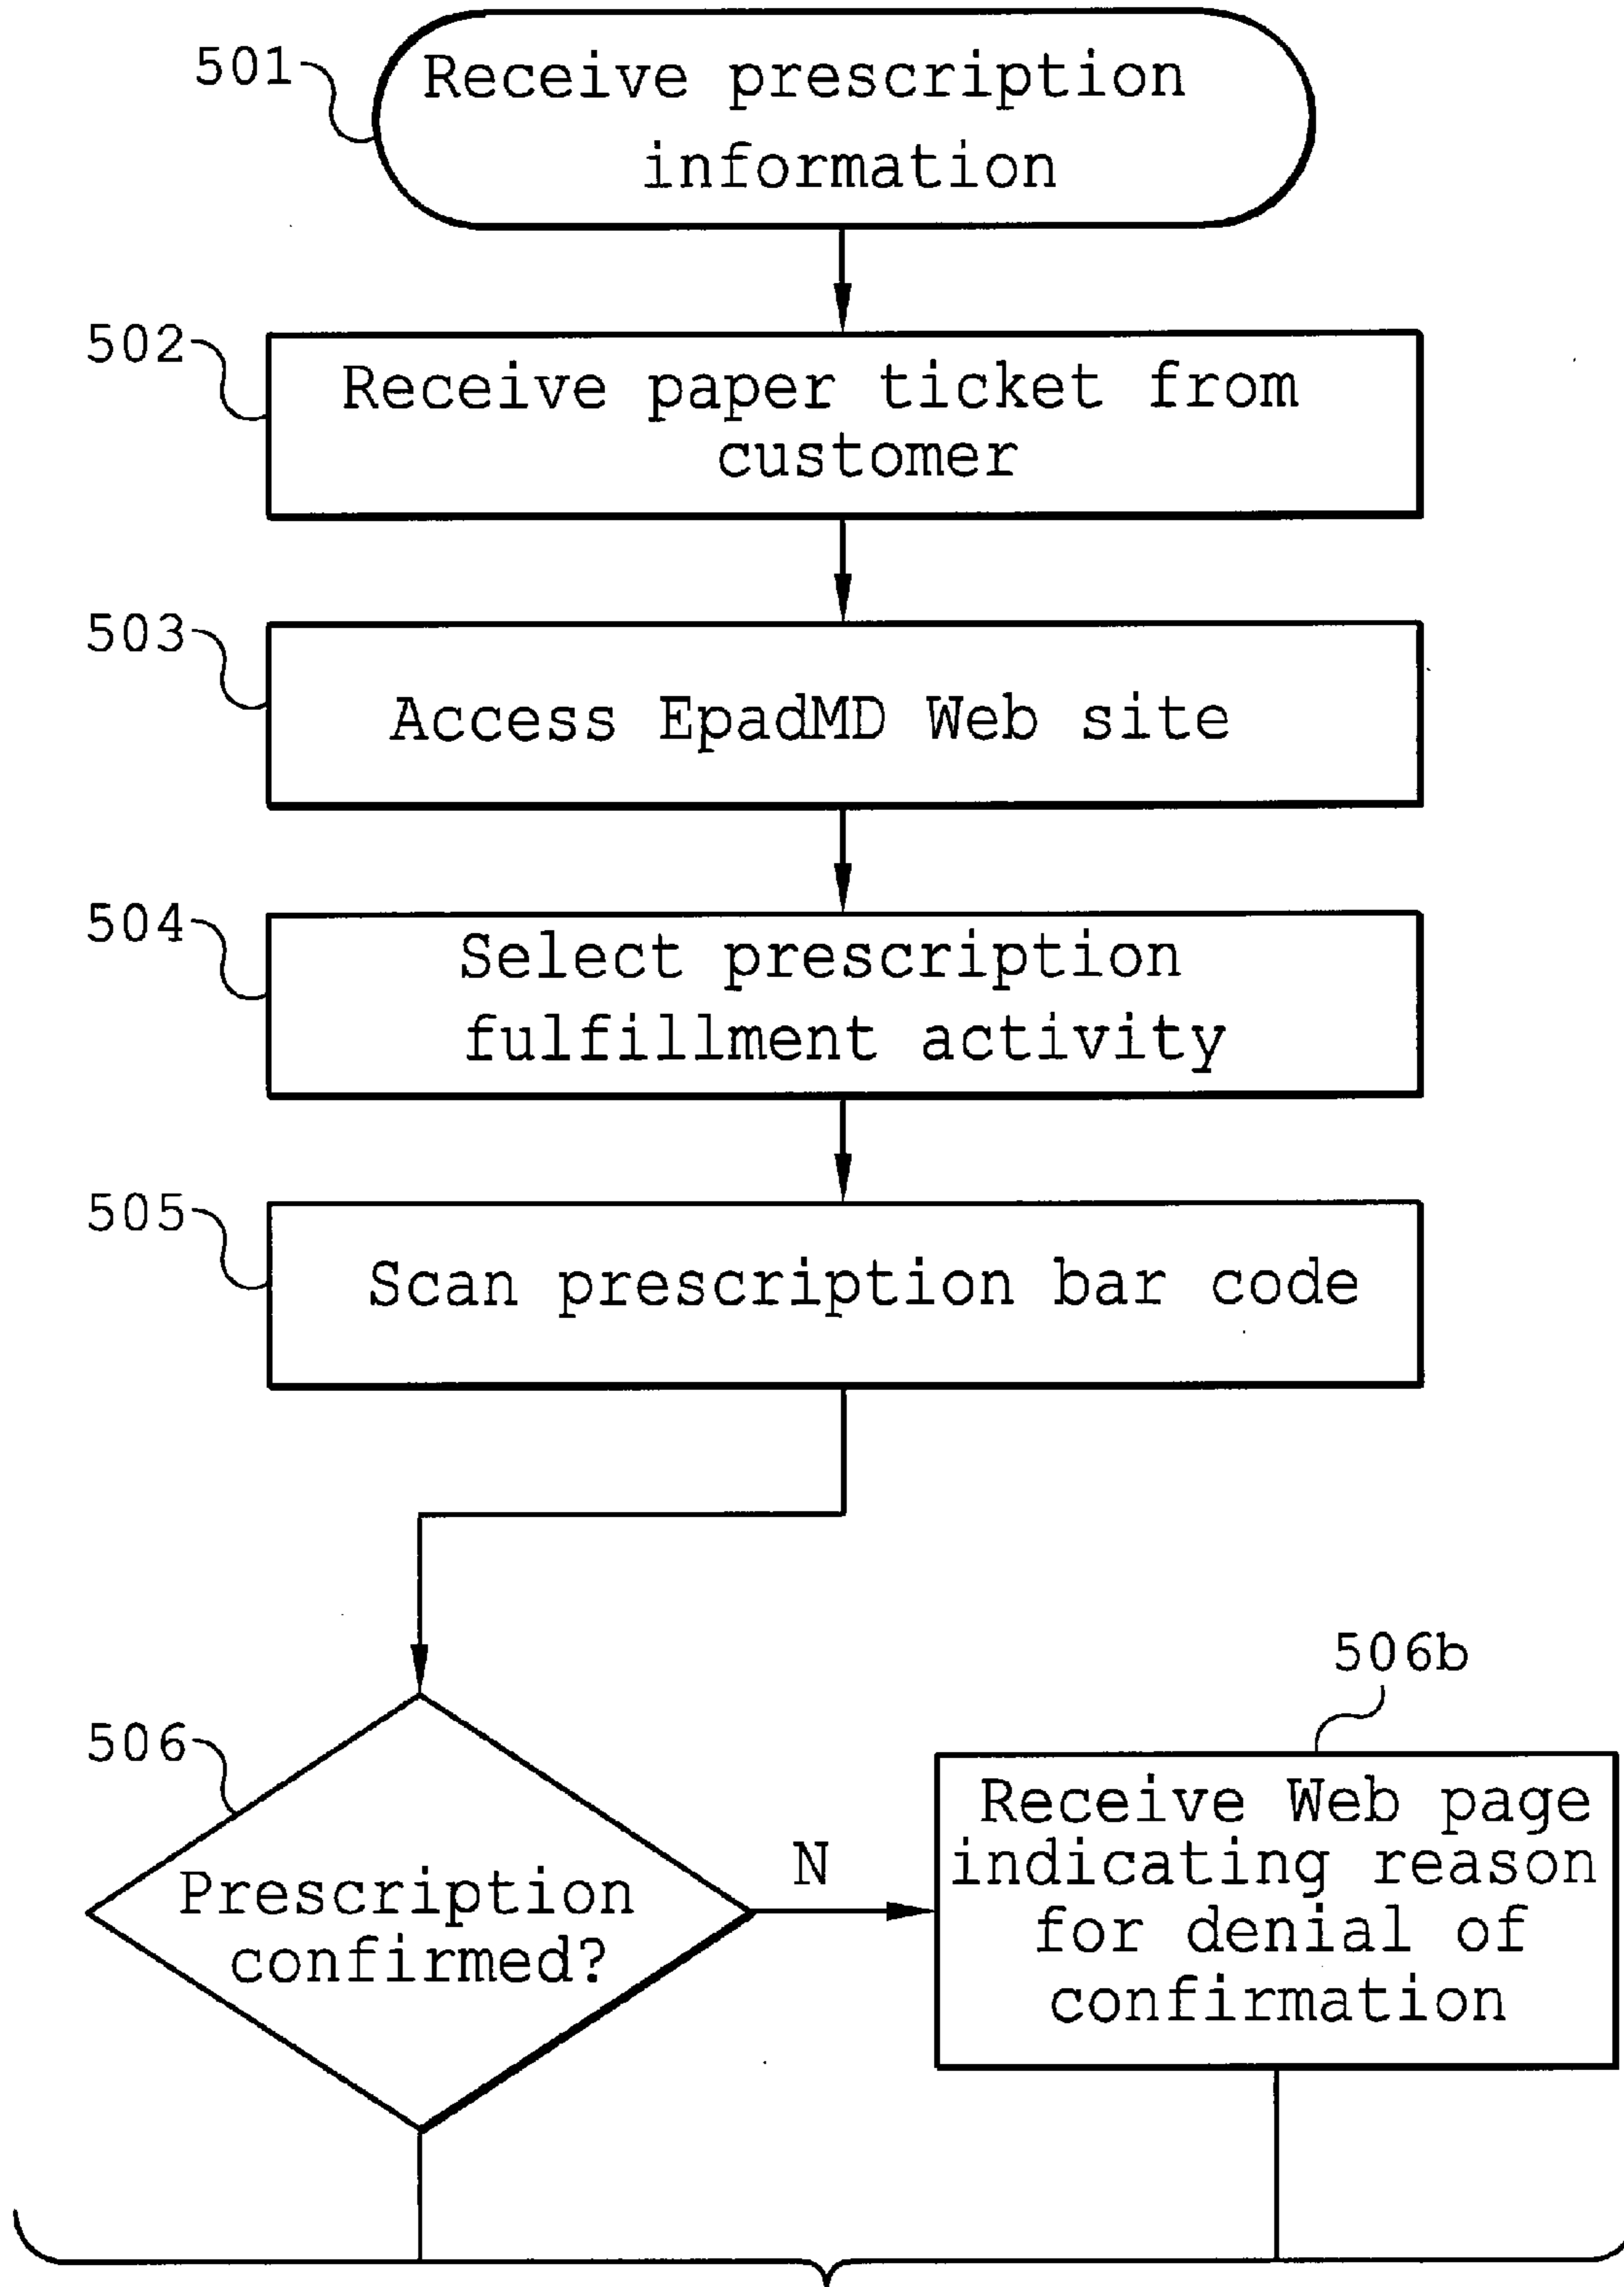 501
Receive prescription
information
502
Receive paper ticket from
customer
503
Access EpadMD Web site
504
Select prescription
fulfillment activity
505
Scan prescription bar code
506
Prescription
confirmed?
N
506b
Receive Web page
indicating reason
for denial of
confirmation